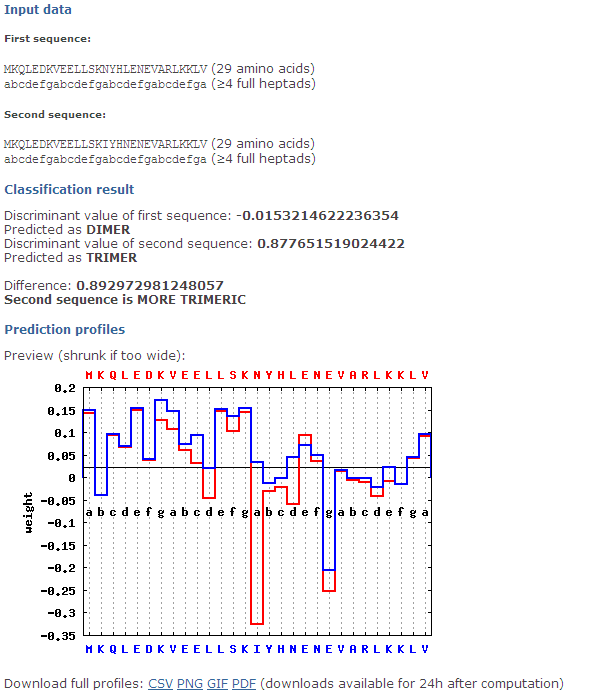 Input data
First sequence:
MKQLEDKVEELLSKNYHLENEVARLKKLV (29 amino acids)
abcdefgabcdefgabcdefgabcdefga (≥4 full heptads)
Second sequence:
MKQLEDKVEELLSKIYHNENEVARLKKLV (29 amino acids)
abcdefgabcdefgabcdefgabcdefga (≥4 full heptads)
Classification result
Discriminant value of first sequence: -0.0153214622236354
Predicted as DIMER
Discriminant value of second sequence: 0.877651519024422
Predicted as TRIMER
Difference: 0.892972981248057
Second sequence is MORE TRIMERIC
Prediction profiles
Preview (shrunk if too wide):
M K Q L E D K V E E L L S K N Y H L E N E V A R L K K L V
0.2
0.15
0.1
0.05
0
-0.05
a b c d e f g a b c d e f g a b c d e f g a b c d e f g a
-0.1
-0.15
-0.2
-0.25
-0.3
-0.35
weight
M K Q L E D K V E E L L S K I Y H N E N E V A R L K K L V
Download full profiles: CSV PNG GIF PDF (downloads available for 24h after computation)